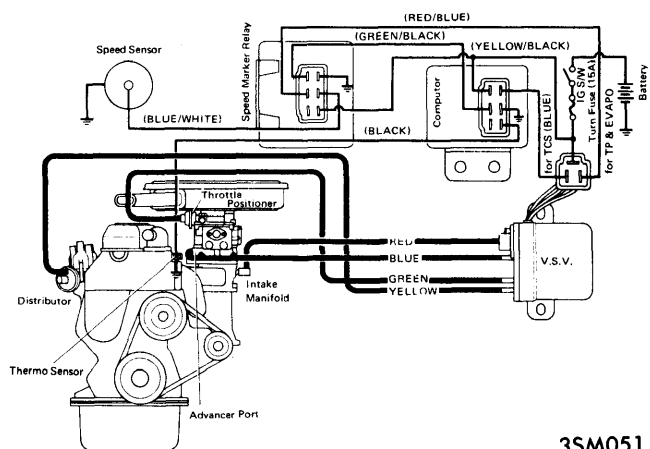 (RED/BLUE)
(GREEN/BLACK)
(YELLOW/BLACK)
Speed Sensor
Speed Marker Relay
Computor
IG S/W
Turn Fuse (15A)
Battery
(BLUE/WHITE)
(BLACK)
for TCS (BLUE)
for TP & EVAPO
Throttle
Positioner
RED
BLUE
GREEN
YELLOW
V.S.V.
Distributor
Intake
Manifold
Thermo Sensor
Advancer Port
3SM051